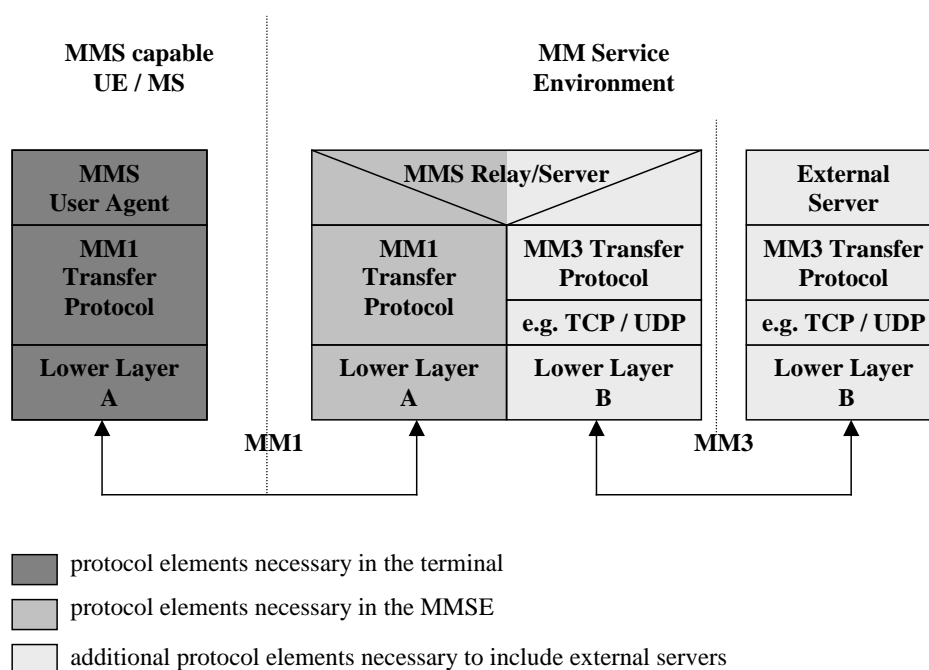 MMS capable
UE / MS
MM Service
Environment
MMS
User Agent
MM1
Transfer
Protocol
Lower Layer
A
MMS Relay/Server
MM1
Transfer
Protocol
Lower Layer
A
MM3 Transfer
Protocol
e.g. TCP / UDP
Lower Layer
B
External
Server
MM3 Transfer
Protocol
e.g. TCP / UDP
Lower Layer
B
MM1
MM3
protocol elements necessary in the terminal
protocol elements necessary in the MMSE
additional protocol elements necessary to include external servers